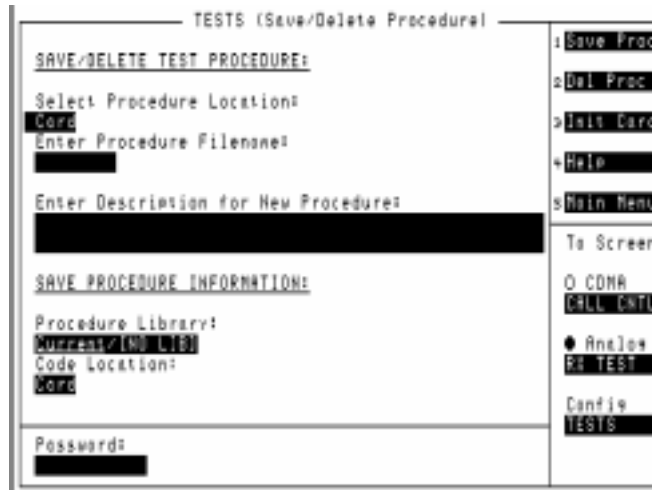 TESTS (Save/Delete Procedure)
SAVE/DELETE TEST PROCEDURE:
Select Procedure Location:
Card
Enter Procedure Filename:
Enter Description for New Procedure:
SAVE PROCEDURE INFORMATION:
Procedure Library:
Current/[NO LIB]
Code Location:
Card
Password:
1 Save Proc
2 Del Proc
3 Init Card
4 Help
5 Main Menu
To Screen
O CDMA
CALL CNTL
● Analog
RX TEST
Config
TESTS